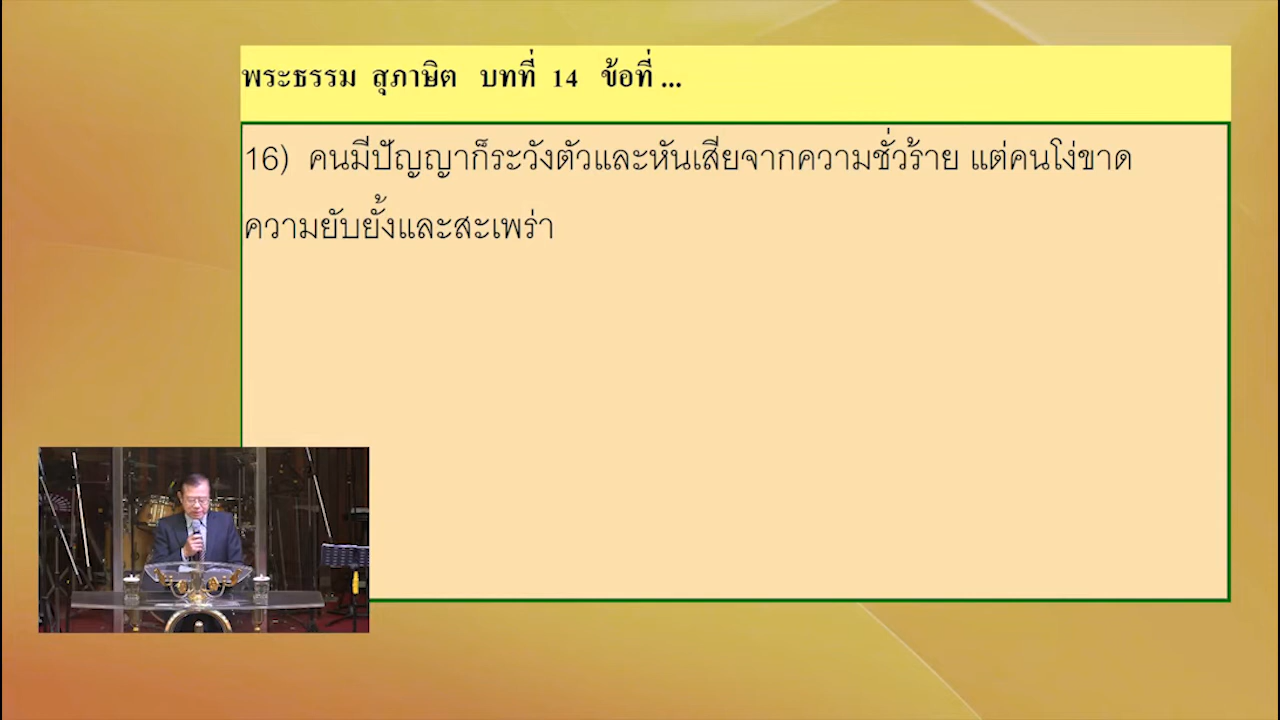 พระธรรม สุภาษิต บทที่ 14 ข้อที่ ...
16) คนมีปัญญาก็ระวังตัวและหันเสียจากความชั่วร้าย แต่คนโง่ขาด
ความยับยั้งและสะเพร่า